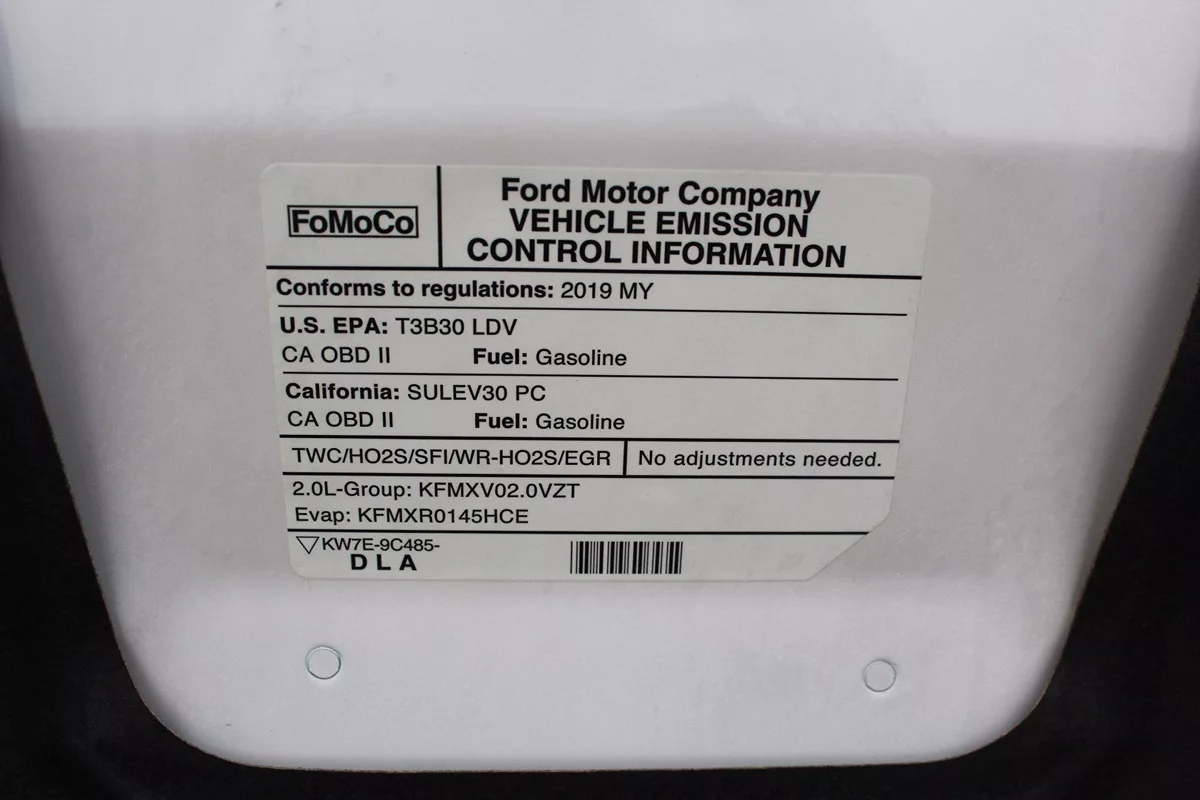 FoMoCo
Ford Motor Company
VEHICLE EMISSION
CONTROL INFORMATION
Conforms to regulations: 2019 MY
U.S. EPA: T3B30 LDV
CA OBD II Fuel: Gasoline
California: SULEV30 PC
CA OBD II Fuel: Gasoline
TWC/HO2S/SFI/WR-HO2S/EGR No adjustments needed.
2.0L-Group: KFMXV02.0VZT
Evap: KFMXR0145HCE
KW7E-9C485-
DLA